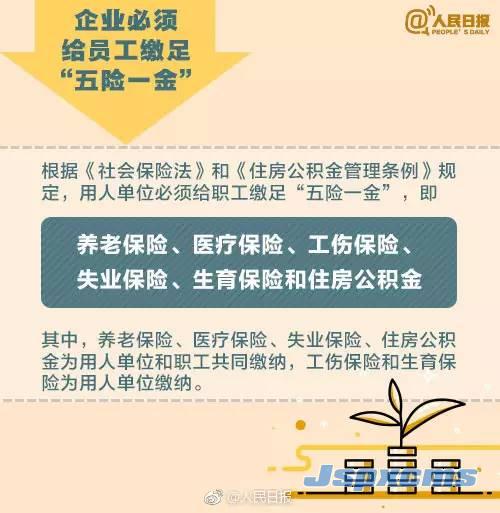 企业必须
给员工缴足
“五险一金”
@人民日报
PEOPLE'S DAILY
根据《社会保险法》和《住房公积金管理条例》规
定，用人单位必须给职工缴足“五险一金”，即
养老保险、医疗保险、工伤保险、
失业保险、生育保险和住房公积金
其中，养老保险、医疗保险、失业保险、住房公积
金为用人单位和职工共同缴纳，工伤保险和生育保
险为用人单位缴纳。
Jspxcms
@人民日报